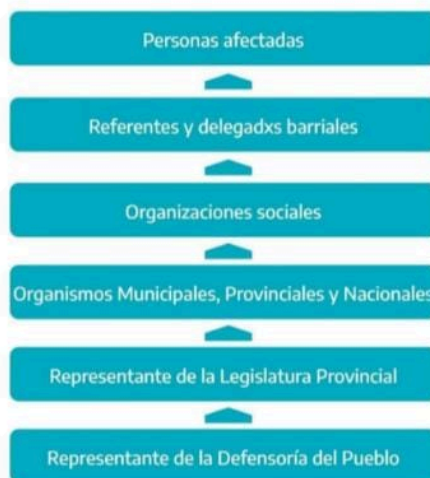 Personas afectadas
Referentes y delegadxs barriales
Organizaciones sociales
Organismos Municipales, Provinciales y Nacionales
Representante de la Legislatura Provincial
Representante de la Defensoría del Pueblo